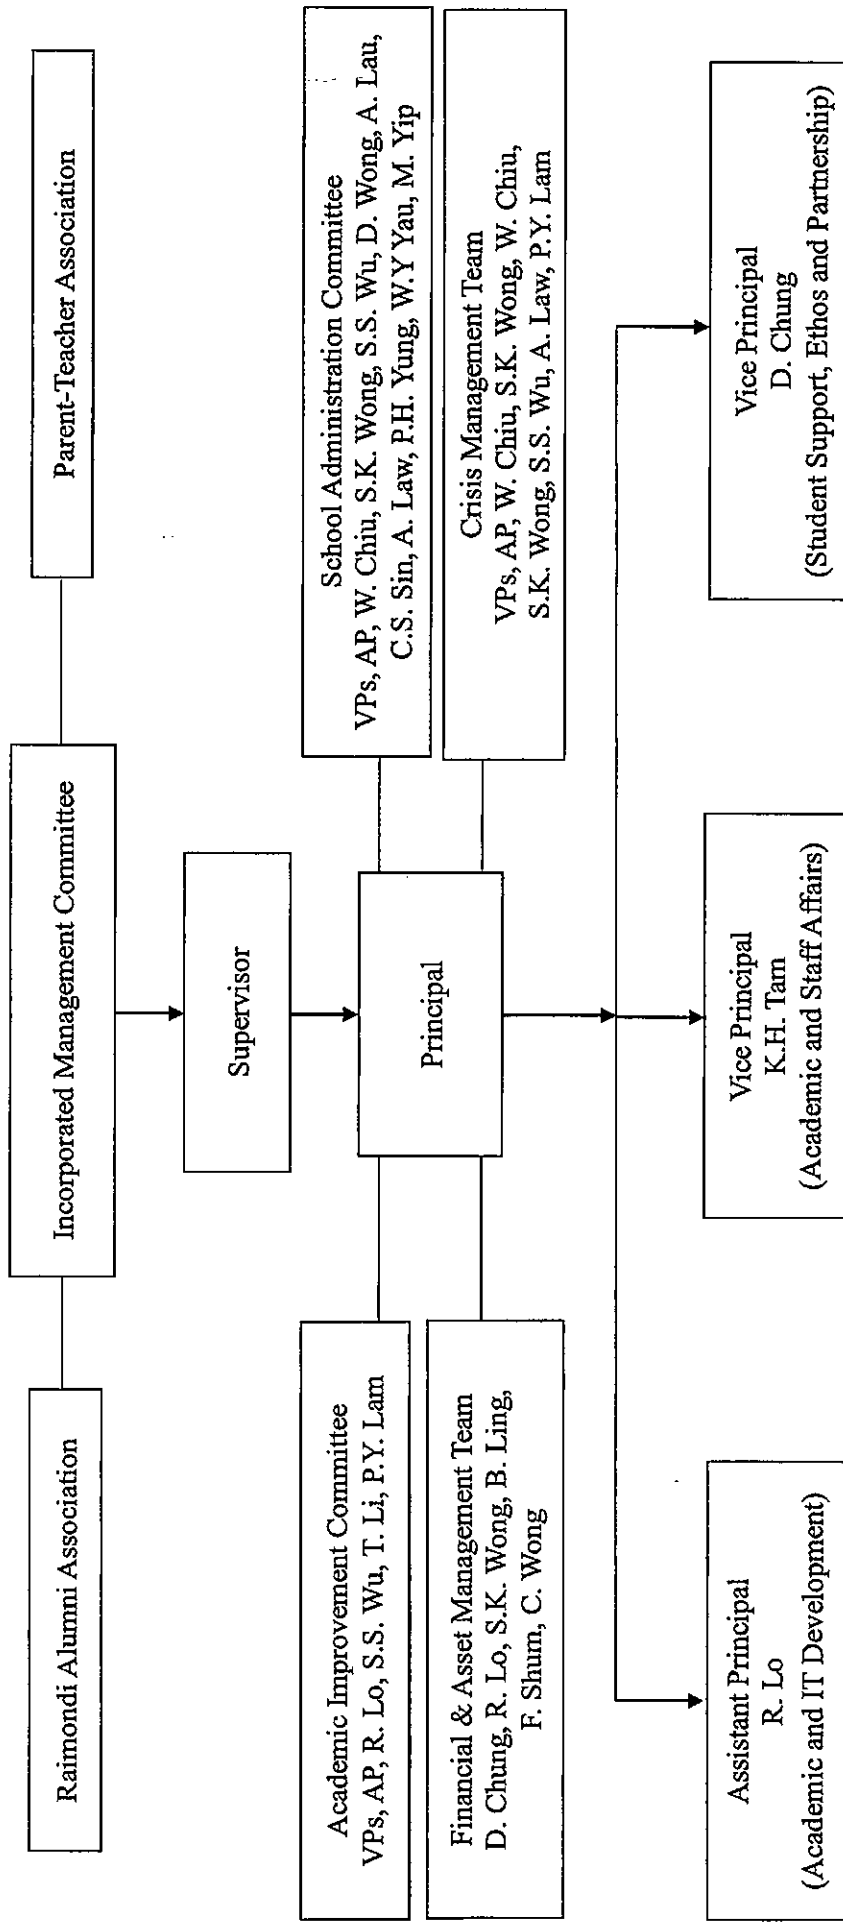 Raimondi Alumni Association
Incorporated Management Committee
Parent-Teacher Association
Supervisor
Academic Improvement Committee
VPs, AP, R. Lo, S.S. Wu, T. Li, P.Y. Lam
Financial & Asset Management Team
D. Chung, R. Lo, S.K. Wong, B. Ling,
F. Shum, C. Wong
Principal
School Administration Committee
VPs, AP, W. Chiu, S.K. Wong, S.S. Wu, D. Wong, A. Lau,
C.S. Sin, A. Law, P.H. Yung, W.Y Yau, M. Yip
Crisis Management Team
VPs, AP, W. Chiu, S.K. Wong, W. Chiu,
S.K. Wong, S.S. Wu, A. Law, P.Y. Lam
Assistant Principal
R. Lo
(Academic and IT Development)
Vice Principal
K.H. Tam
(Academic and Staff Affairs)
Vice Principal
D. Chung
(Student Support, Ethos and Partnership)